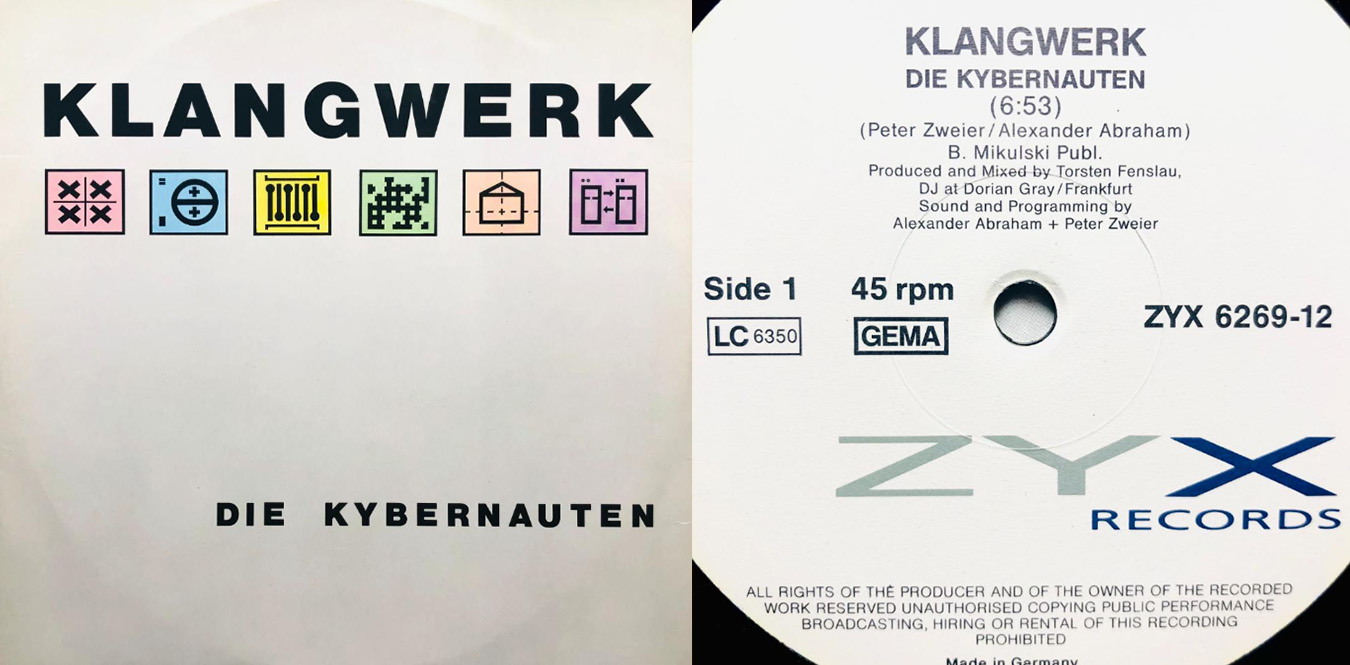 KLANGWERK
DIE KYBERNAUTEN
KLANGWERK
DIE KYBERNAUTEN
(6:53)
(Peter Zweier/Alexander Abraham)
B. Mikulski Publ.
Produced and Mixed by Torsten Fenslau,
DJ at Dorian Gray/Frankfurt
Sound and Programming by
Alexander Abraham + Peter Zweier
Side 1 45 rpm
ZYX 6269-12
LC 6350 GEMA
ZYX
RECORDS
ALL RIGHTS OF THE PRODUCER AND OF THE OWNER OF THE RECORDED
WORK RESERVED UNAUTHORISED COPYING PUBLIC PERFORMANCE
BROADCASTING, HIRING OR RENTAL OF THIS RECORDING
PROHIBITED
Made in Germany